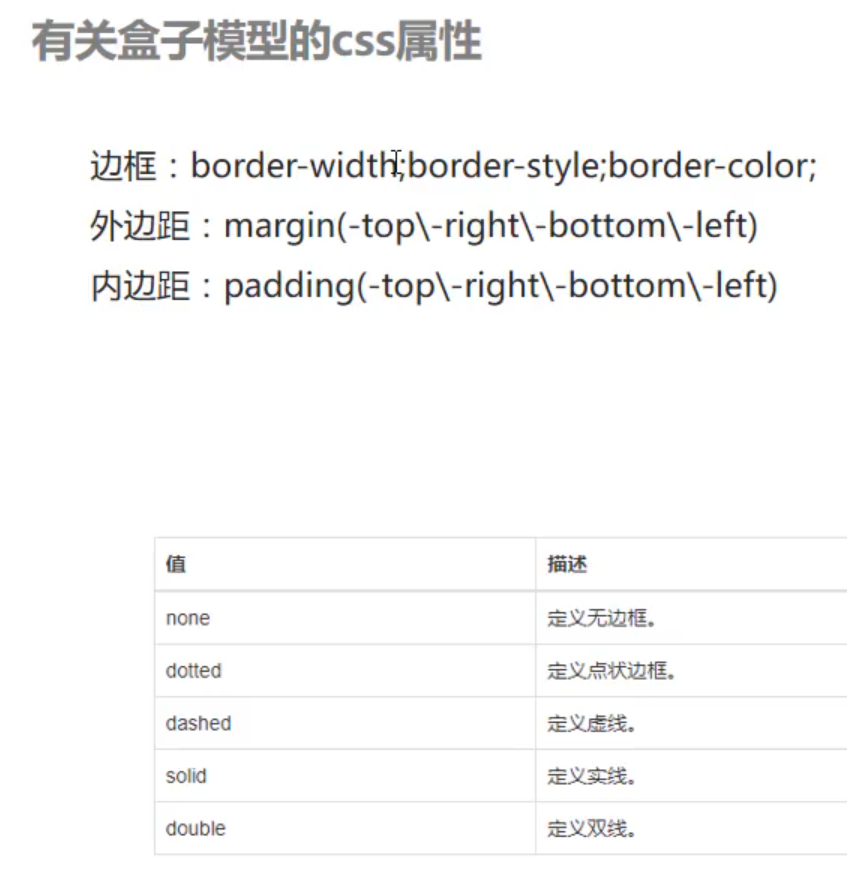 有关盒子模型的css属性
边框：border-width;border-style;border-color;
外边距：margin(-top\-right\-bottom\-left)
内边距：padding(-top\-right\-bottom\-left)
值 描述
none 定义无边框。
dotted 定义点状边框。
dashed 定义虚线。
solid 定义实线。
double 定义双线。